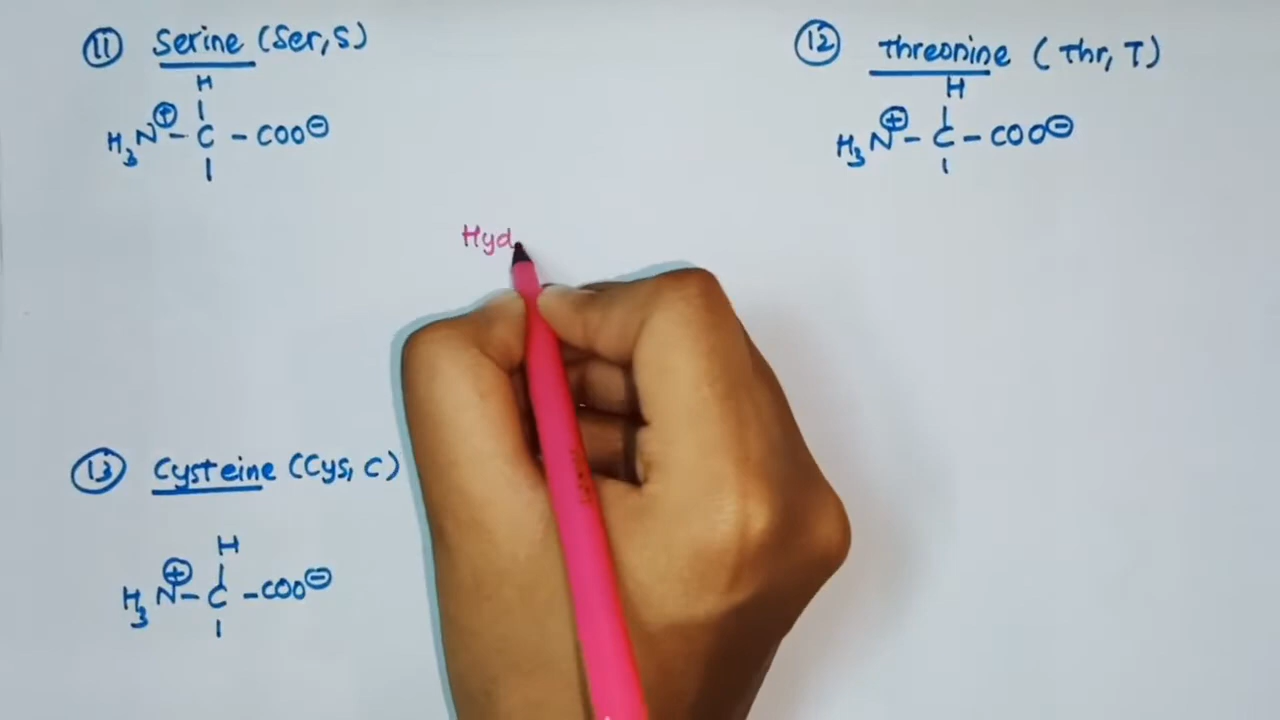 ⑪ Serine (Ser, S)
H
H₃N⊕ – C – COO⊖
⑫ Threonine (Thr, T)
H
H₃N⊕ – C – COO⊖
Hyd
⑬ Cysteine (Cys, C)
H
H₃N⊕ – C – COO⊖